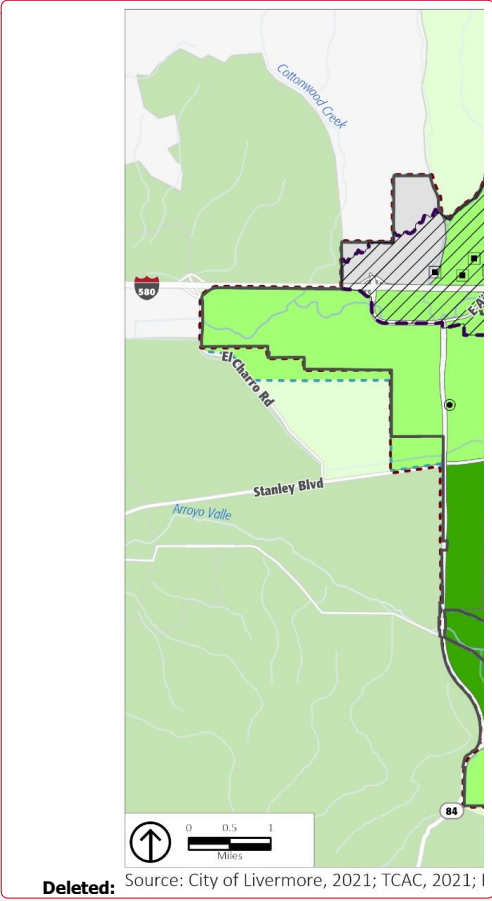 Cottonwood Creek
580
El Charro Rd
Stanley Blvd
Arroyo Valle
84
0 0.5 1
Miles
Deleted: Source: City of Livermore, 2021; TCAC, 2021;